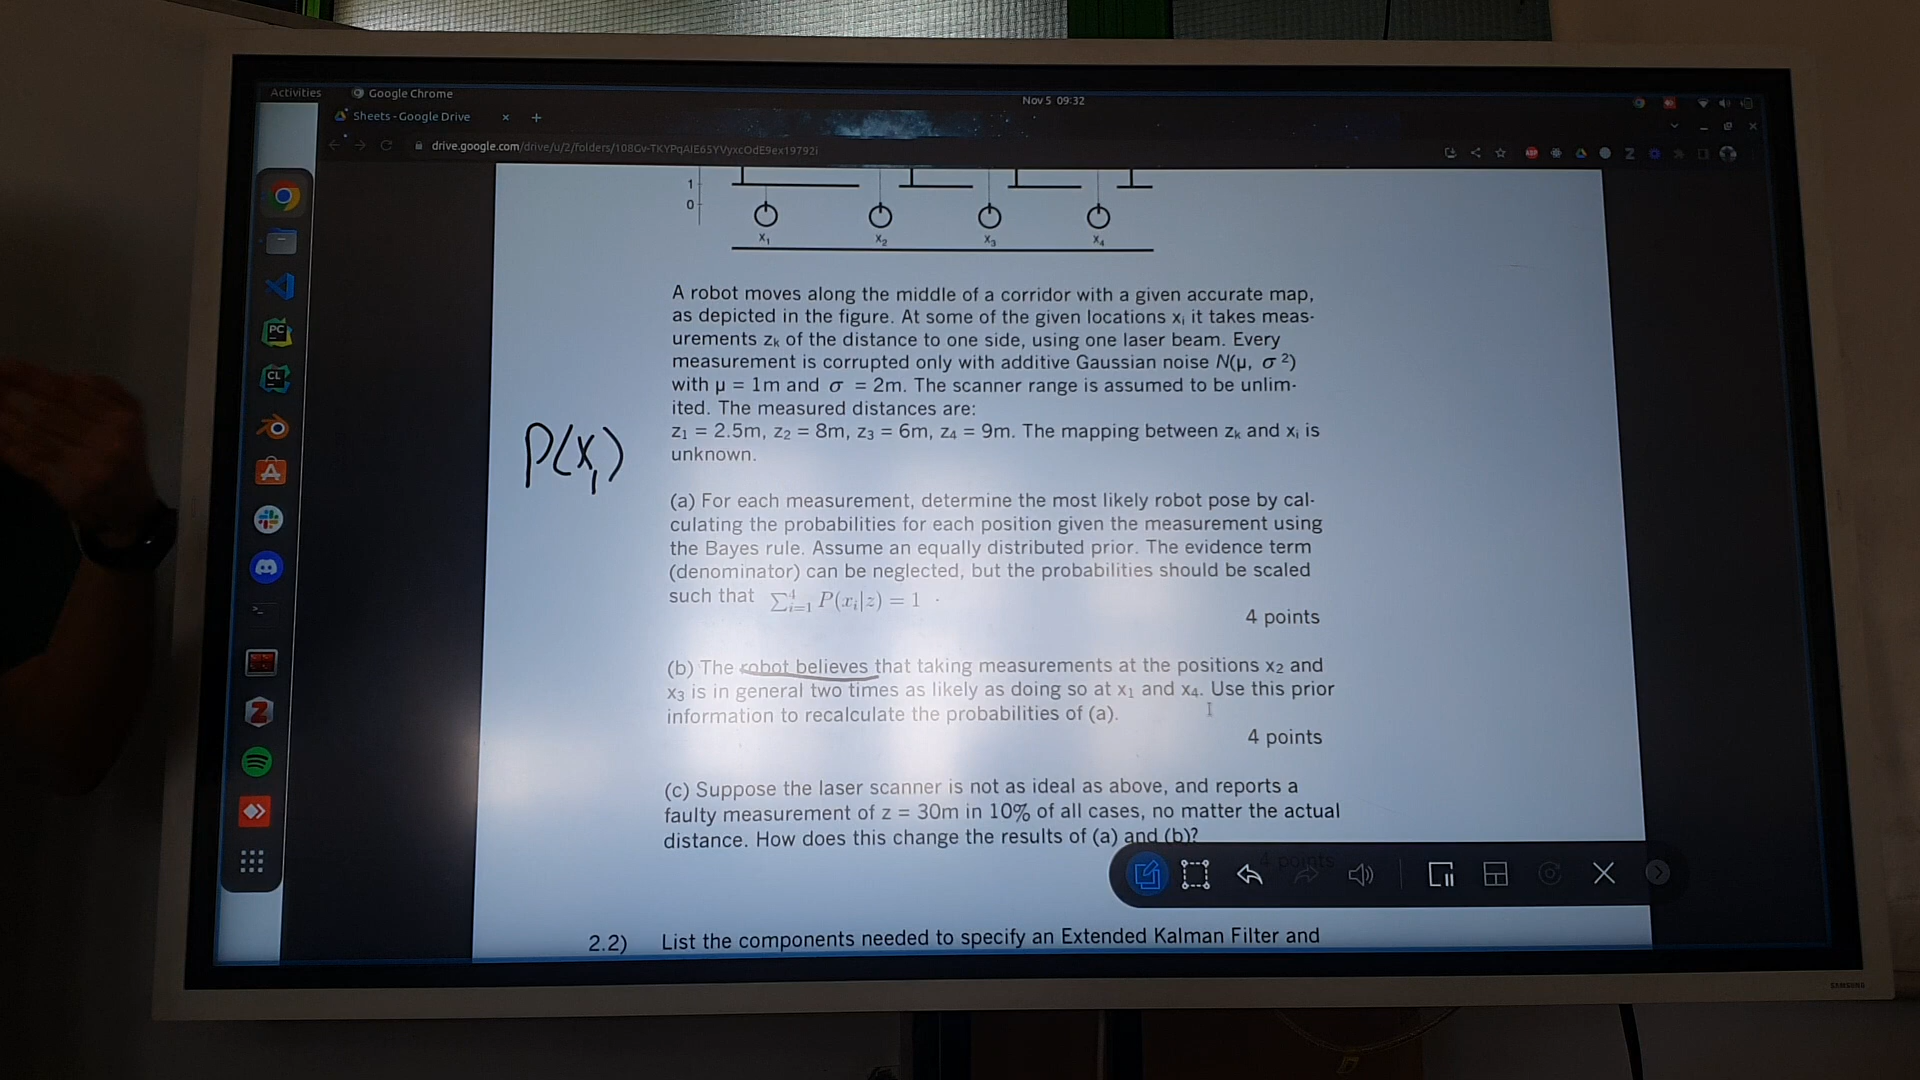 Activities
Google Chrome
Nov 5 09:32
Sheets - Google Drive
drive.google.com/drive/u/2/folders/
1
0
x₁ x₂ x₃ x₄
A robot moves along the middle of a corridor with a given accurate map,
as depicted in the figure. At some of the given locations xᵢ it takes meas-
urements zₖ of the distance to one side, using one laser beam. Every
measurement is corrupted only with additive Gaussian noise N(μ, σ²)
with μ = 1m and σ = 2m. The scanner range is assumed to be unlim-
ited. The measured distances are:
z₁ = 2.5m, z₂ = 8m, z₃ = 6m, z₄ = 9m. The mapping between zₖ and xᵢ is
unknown.
P(x₁)
(a) For each measurement, determine the most likely robot pose by cal-
culating the probabilities for each position given the measurement using
the Bayes rule. Assume an equally distributed prior. The evidence term
(denominator) can be neglected, but the probabilities should be scaled
such that ∑⁴ᵢ₌₁ P(xᵢ|z) = 1 .
4 points
(b) The robot believes that taking measurements at the positions x₂ and
x₃ is in general two times as likely as doing so at x₁ and x₄. Use this prior
information to recalculate the probabilities of (a).
4 points
(c) Suppose the laser scanner is not as ideal as above, and reports a
faulty measurement of z = 30m in 10% of all cases, no matter the actual
distance. How does this change the results of (a) and (b)?
4 points
2.2) List the components needed to specify an Extended Kalman Filter and
SAMSUNG